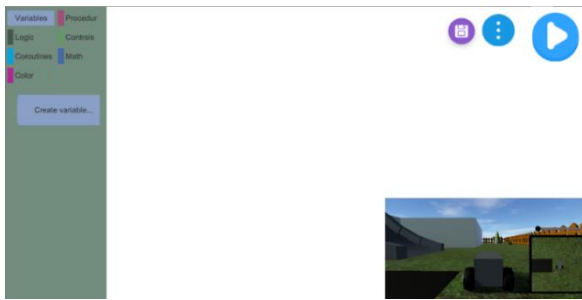 Variables Procedur
Logic Controls
Coroutines Math
Color
Create variable...